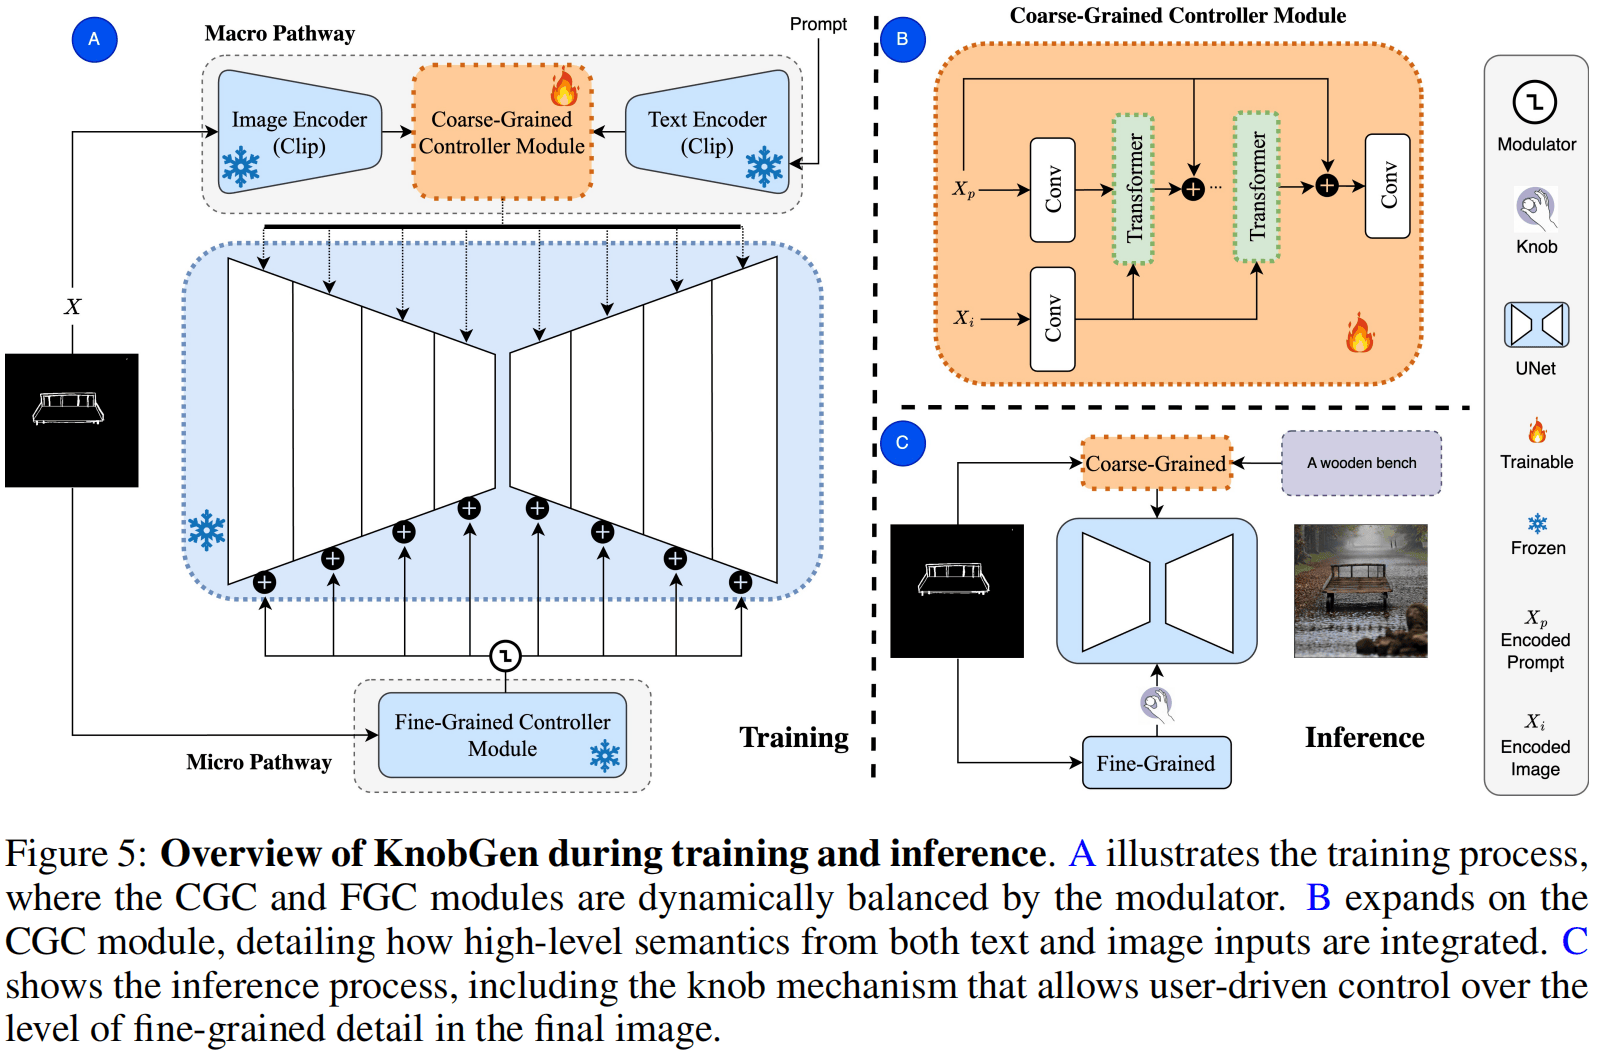 A
Macro Pathway
Prompt
Image Encoder
(Clip)
Coarse-Grained
Controller Module
Text Encoder
(Clip)
X
Fine-Grained Controller
Module
Micro Pathway
Training
B
Coarse-Grained Controller Module
Xp
Conv
Transformer
...
Transformer
Conv
Xi
Conv
C
Coarse-Grained
A wooden bench
Fine-Grained
Inference
Modulator
Knob
UNet
Trainable
Frozen
Xp
Encoded
Prompt
Xi
Encoded
Image
Figure 5: Overview of KnobGen during training and inference. A illustrates the training process,
where the CGC and FGC modules are dynamically balanced by the modulator. B expands on the
CGC module, detailing how high-level semantics from both text and image inputs are integrated. C
shows the inference process, including the knob mechanism that allows user-driven control over the
level of fine-grained detail in the final image.